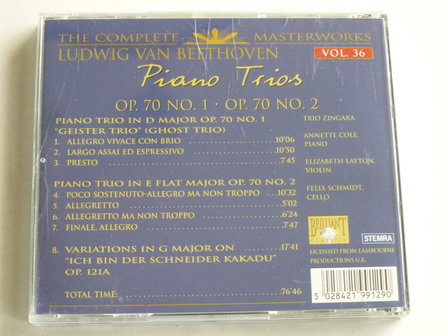 THE COMPLETE MASTERWORKS
LUDWIG VAN BEETHOVEN
VOL. 36
Piano Trios
OP. 70 NO. 1 · OP. 70 NO. 2
PIANO TRIO IN D MAJOR OP. 70 NO. 1
"GEISTER TRIO" (GHOST TRIO)
1. ALLEGRO VIVACE CON BRIO 10'06
2. LARGO ASSAI ED ESPRESSIVO 10'50
3. PRESTO 7'45
PIANO TRIO IN E FLAT MAJOR OP. 70 NO. 2
4. POCO SOSTENUTO-ALLEGRO MA NON TROPPO 10'32
5. ALLEGRETTO 5'02
6. ALLEGRETTO MA NON TROPPO 6'24
7. FINALE, ALLEGRO 7'47
8. VARIATIONS IN G MAJOR ON 17'41
"ICH BIN DER SCHNEIDER KAKADU"
OP. 121A
TOTAL TIME: 76'46
TRIO ZINGARA
ANNETTE COLE,
PIANO
ELIZABETH LAYTON,
VIOLIN
FELIX SCHMIDT,
CELLO
BRILLIANT
CLASSICS
STEMRA
LICENSED FROM LAMBOURNE
PRODUCTIONS U.K.
5 028421 991290